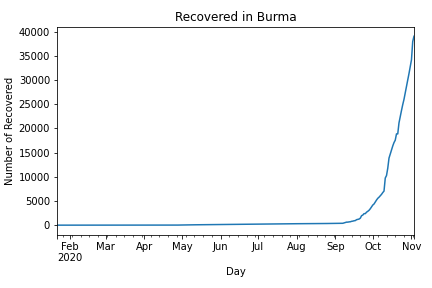 Recovered in Burma
40000
35000
30000
25000
20000
15000
10000
5000
0
Number of Recovered
Feb Mar Apr May Jun Jul Aug Sep Oct Nov
2020
Day